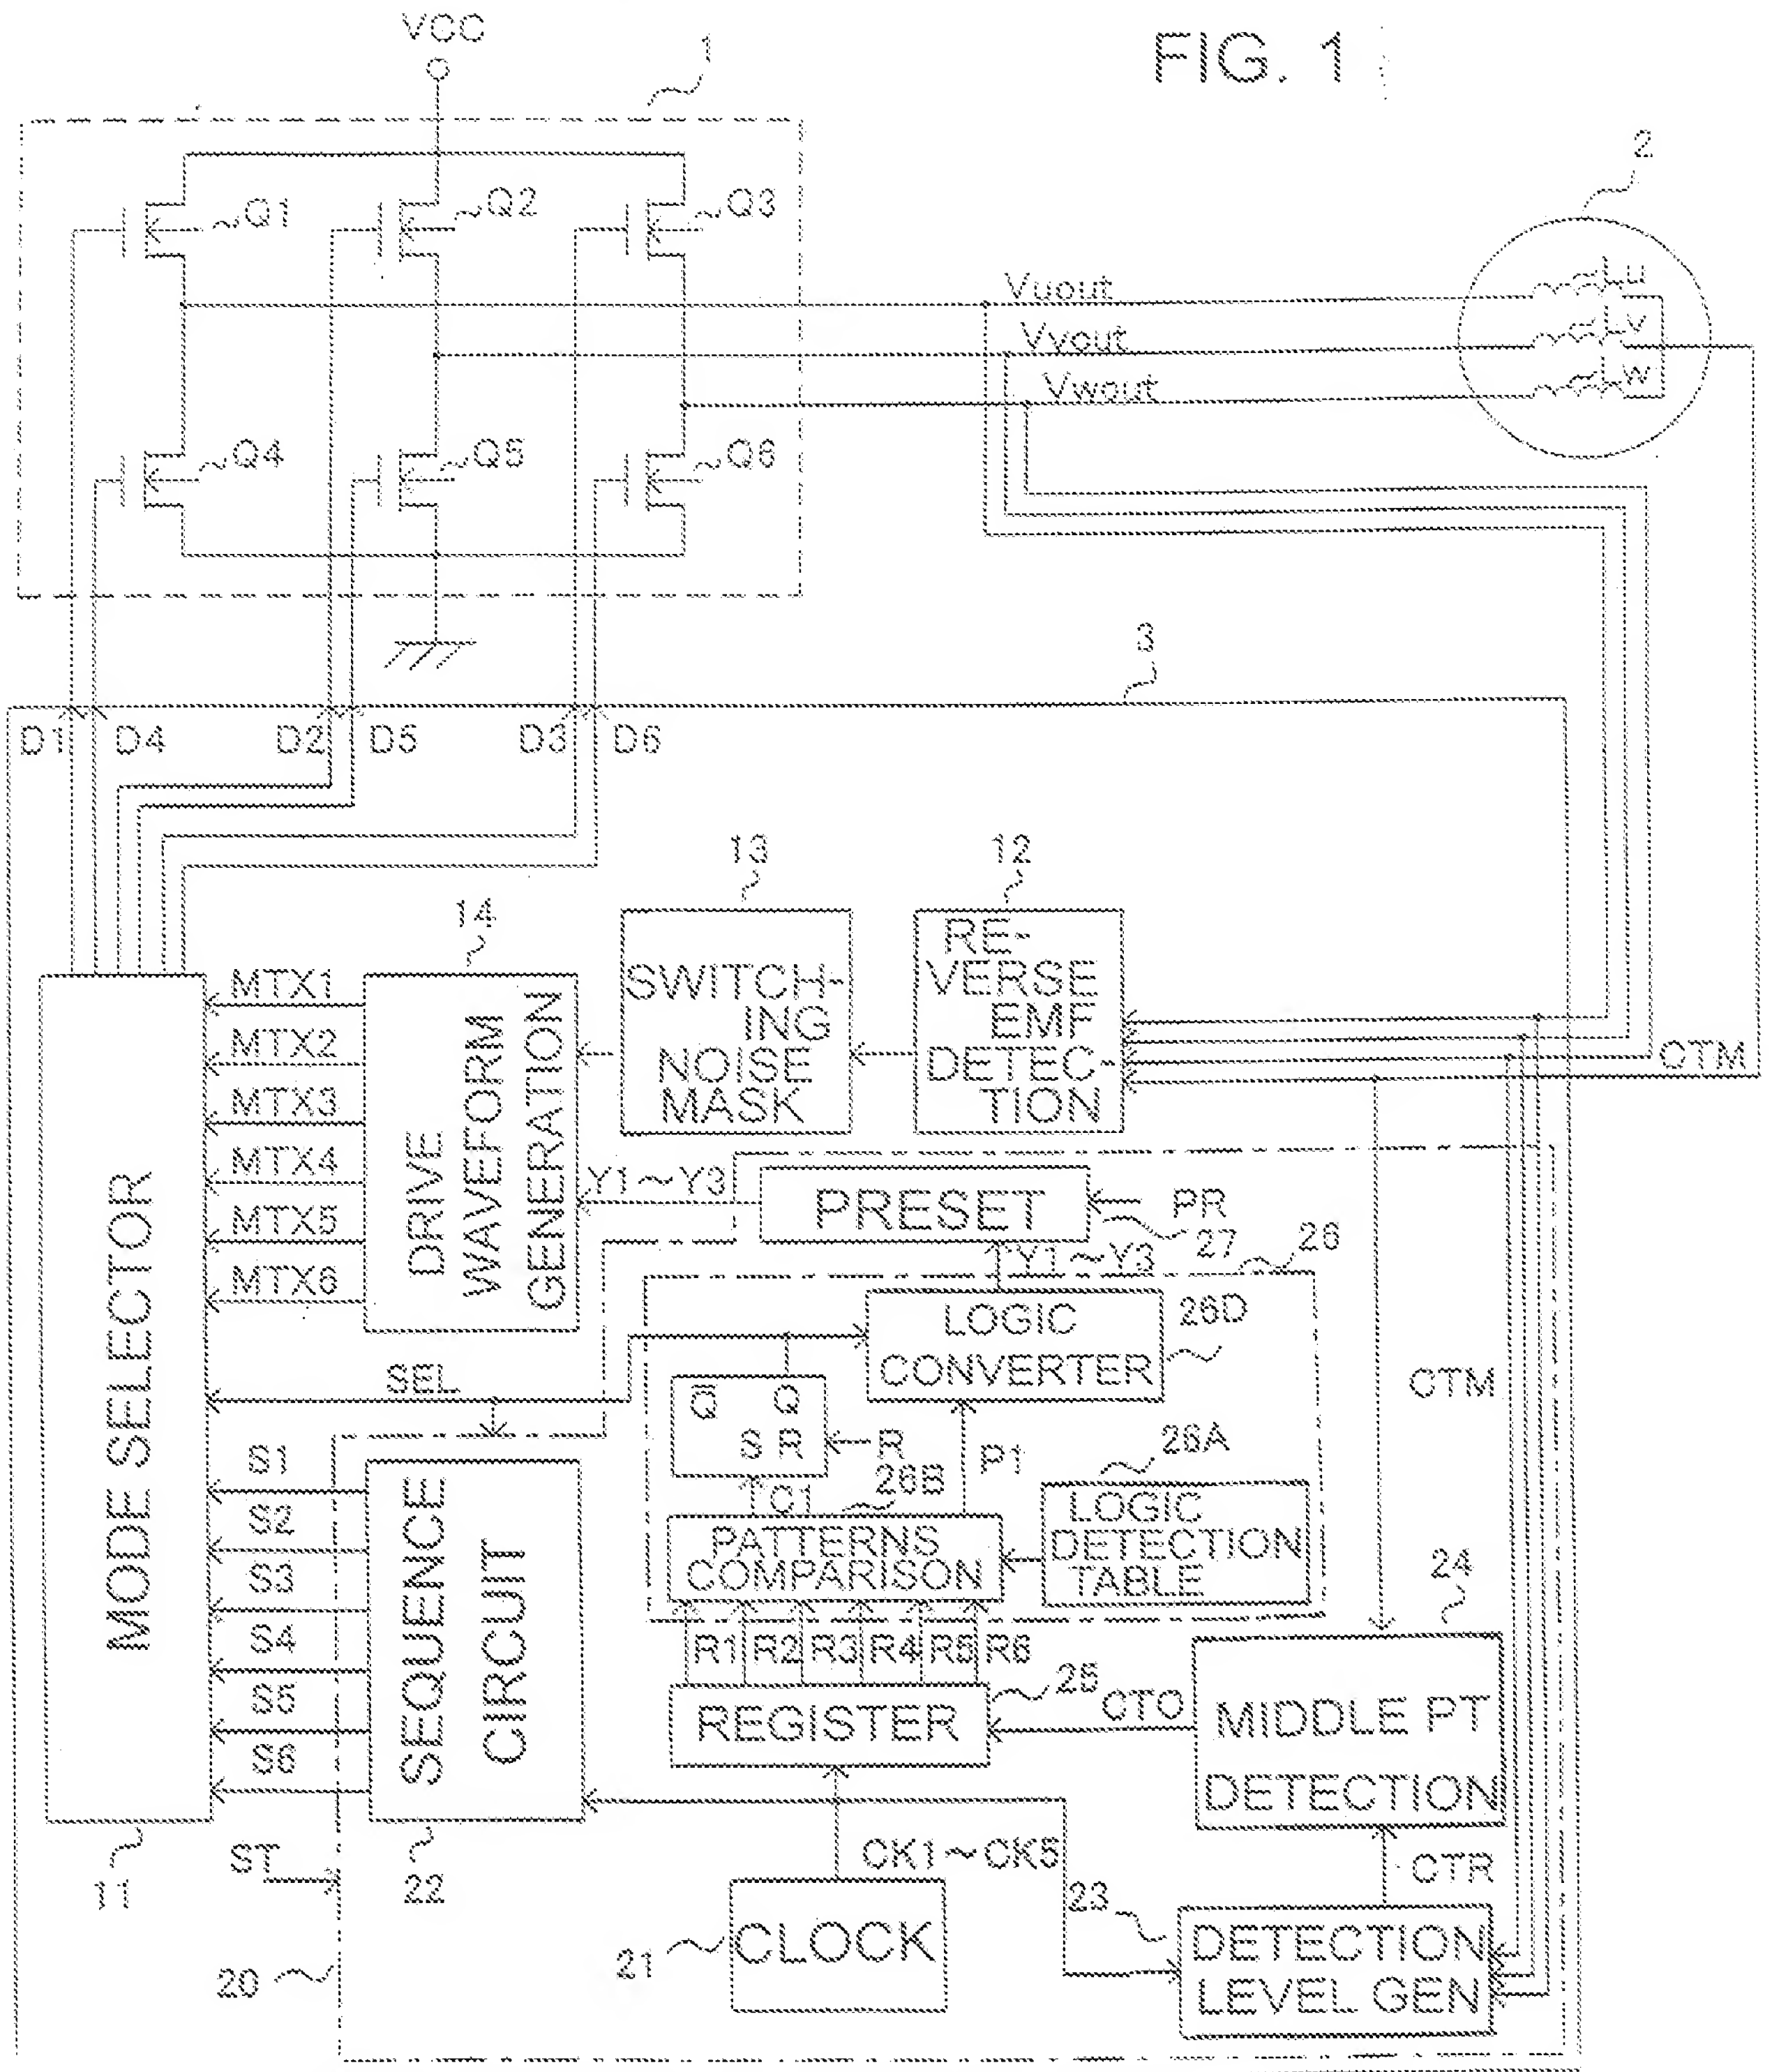 VCC
1
FIG. 1
2
Q1
Q2
Q3
Lu
Vuout
Lv
Vvout
Lw
Vwout
Q4
Q5
Q6
3
D1
D4
D2
D5
D3
D6
13
12
14
RE-
VERSE
EMF
DETEC-
TION
SWITCH-
ING
NOISE
MASK
DRIVE
WAVEFORM
GENERATION
MTX1
MTX2
MTX3
MTX4
MTX5
MTX6
CTM
MODE SELECTOR
Y1~Y3
PRESET
PR
27
26
Y1~Y3
LOGIC
CONVERTER
26D
CTM
SEL
Q̅
Q
S R
R
P1
26A
26B
C1
S1
S2
S3
S4
S5
S6
SEQUENCE
CIRCUIT
PATTERNS
COMPARISON
LOGIC
DETECTION
TABLE
24
R1
R2
R3
R4
R5
R6
25
REGISTER
CTO
MIDDLE PT
DETECTION
CK1~CK5
CTR
ST
11
22
23
20
21
CLOCK
DETECTION
LEVEL GEN